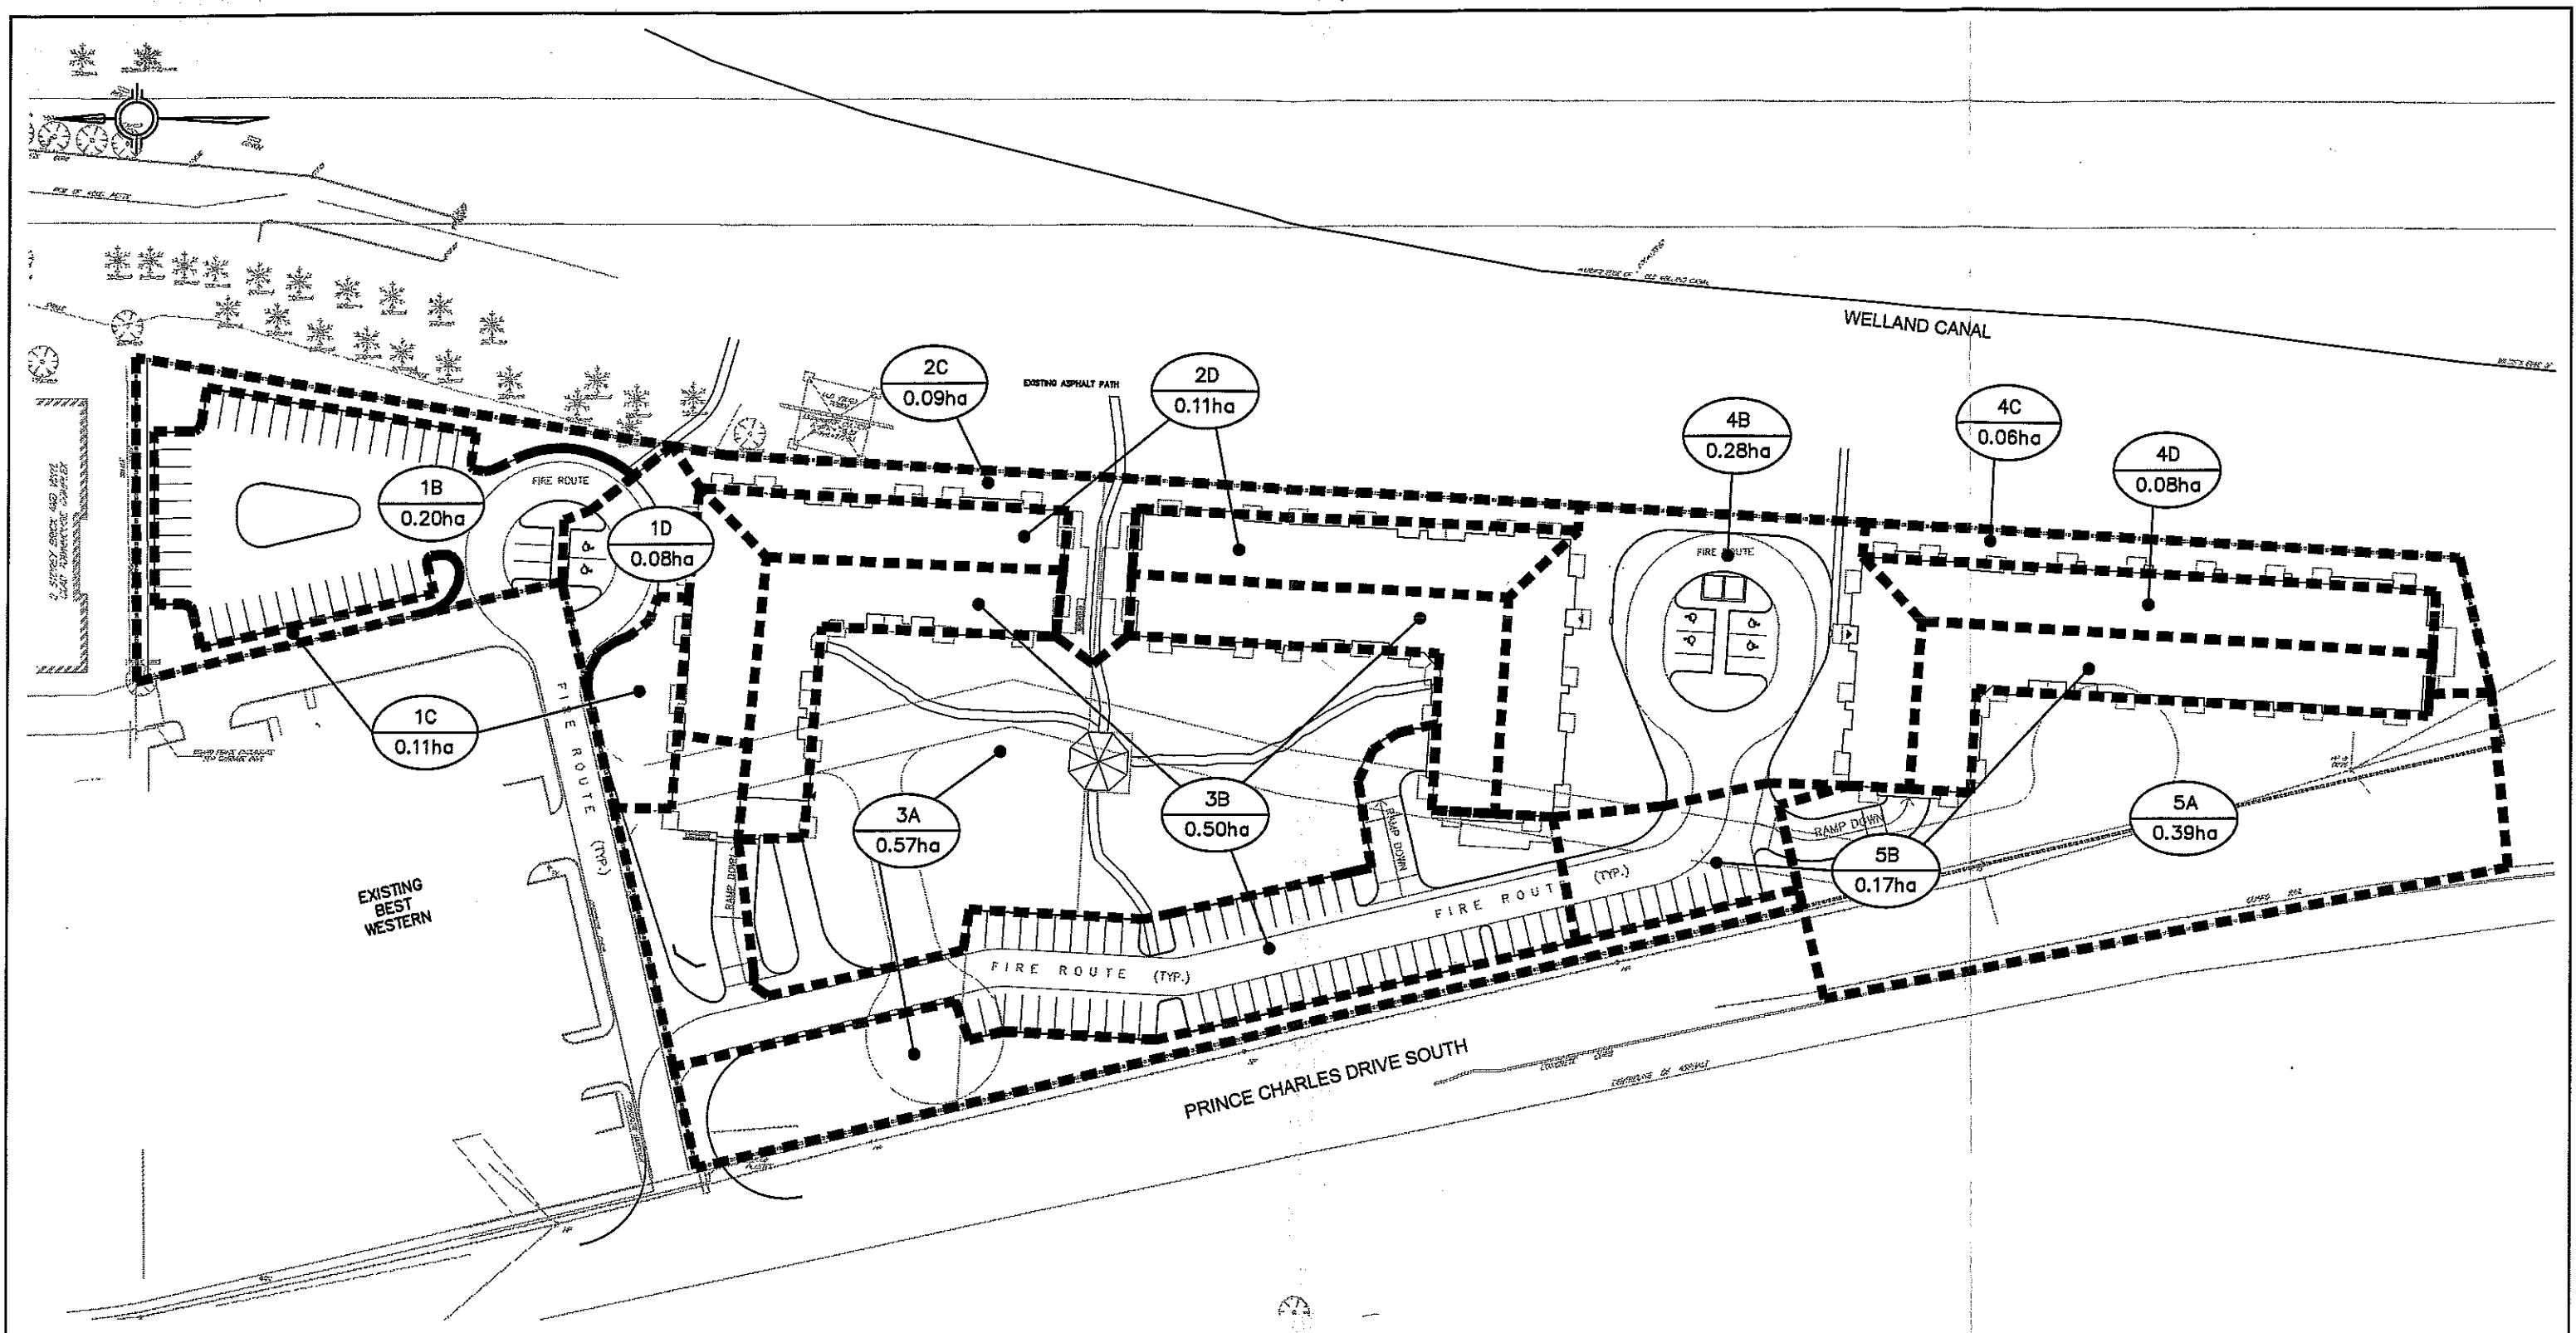 WELLAND CANAL
2C
0.09ha
EXISTING ASPHALT PATH
2D
0.11ha
4B
0.28ha
4C
0.06ha
4D
0.08ha
1B
0.20ha
FIRE ROUTE
1D
0.08ha
FIRE ROUTE
1C
0.11ha
FIRE ROUTE (TYP.)
3A
0.57ha
3B
0.50ha
5A
0.39ha
5B
0.17ha
RAMP DOWN
RAMP DOWN
RAMP DOWN
EXISTING
BEST
WESTERN
FIRE ROUTE (TYP.)
FIRE ROUTE (TYP.)
PRINCE CHARLES DRIVE SOUTH
CENTRELINE OF ASPHALT